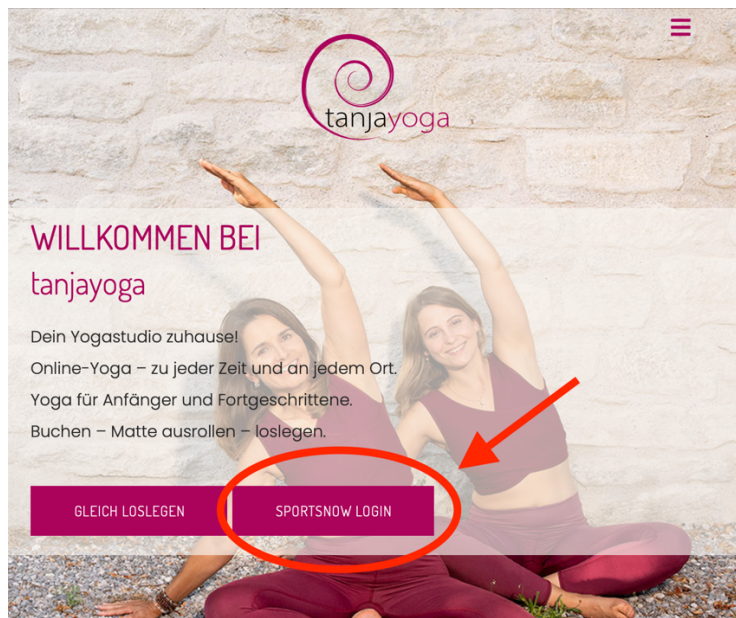 tanjayoga
WILLKOMMEN BEI
tanjayoga
Dein Yogastudio zuhause!
Online-Yoga – zu jeder Zeit und an jedem Ort.
Yoga für Anfänger und Fortgeschrittene.
Buchen – Matte ausrollen – loslegen.
GLEICH LOSLEGEN
SPORTSNOW LOGIN